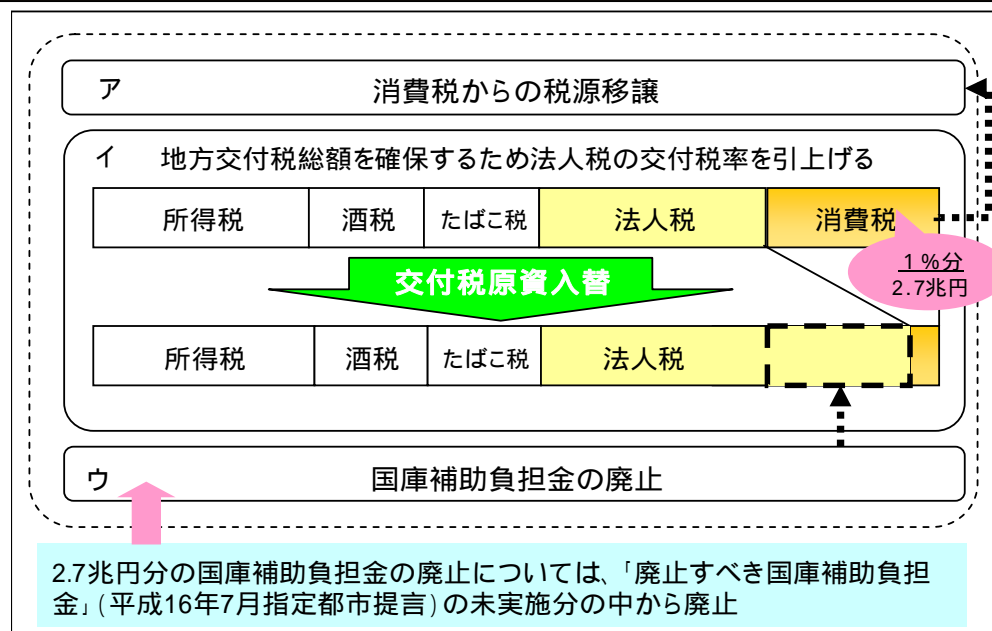 ア 消費税からの税源移譲
イ 地方交付税総額を確保するため法人税の交付税率を引上げる
所得税 酒税 たばこ税 法人税 消費税
1%分
2.7兆円
交付税原資入替
所得税 酒税 たばこ税 法人税
ウ 国庫補助負担金の廃止
2.7兆円分の国庫補助負担金の廃止については、「廃止すべき国庫補助負担
金」(平成16年7月指定都市提言)の未実施分の中から廃止